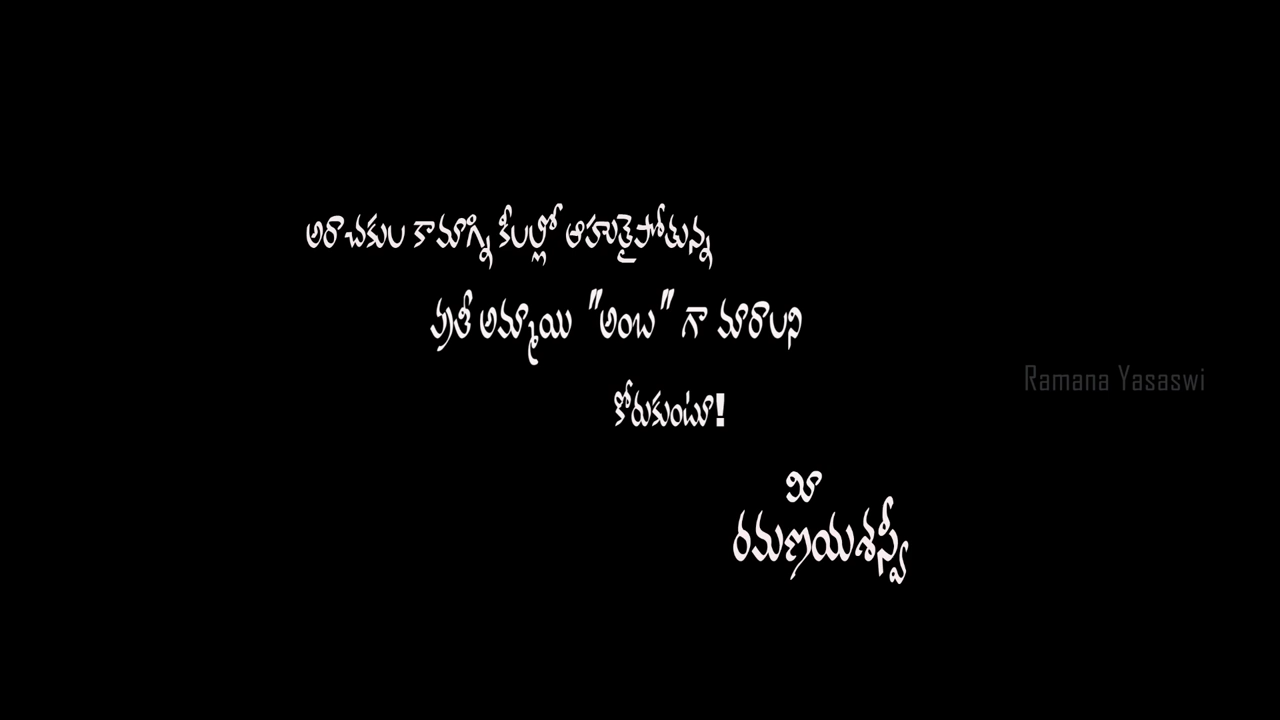 అరాచకుల కామాగ్ని కీలల్లో ఆహుతైపోతున్న
ప్రతీ అమ్మాయి "అంబ" గా మారాలని
కోరుకుంటూ!
మీ
రమణయశస్వీ
Ramana Yasaswi